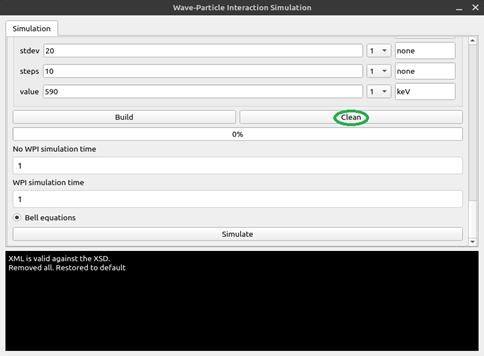 Wave-Particle Interaction Simulation
Simulation
stdev 20 1 none
steps 10 1 none
value 590 1 keV
Build Clean
0%
No WPI simulation time
1
WPI simulation time
1
Bell equations
Simulate
XML is valid against the XSD.
Removed all. Restored to default